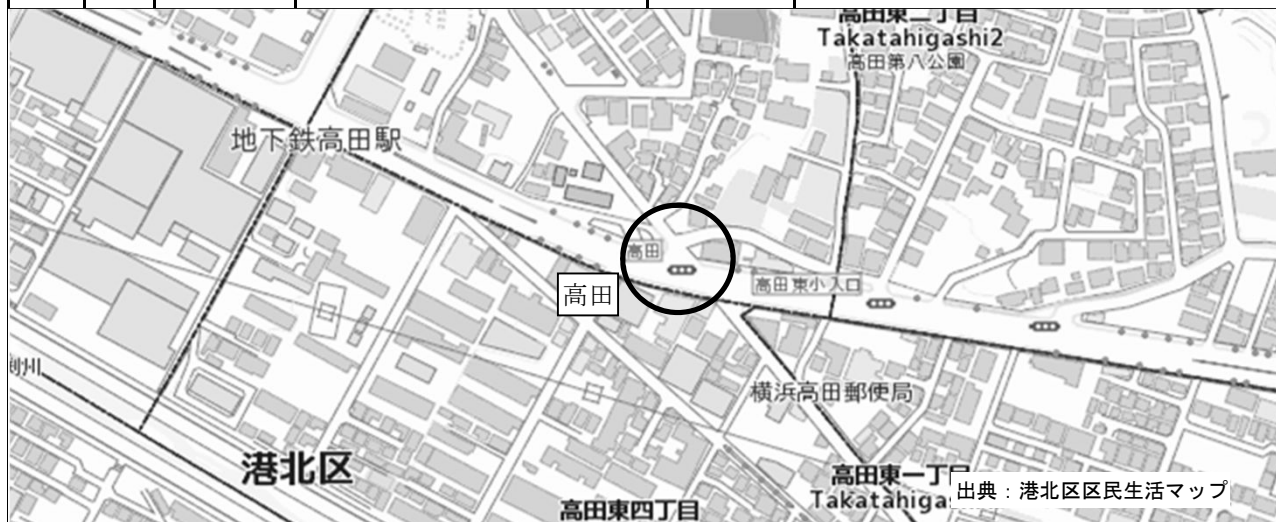 高田東二丁目
Takatahigashi2
高田第八公園
地下鉄高田駅
高田
高田東小入口
高田
横浜高田郵便局
港北区
高田東一丁目
Takatahiga
出典：港北区区民生活マップ
高田東四丁目